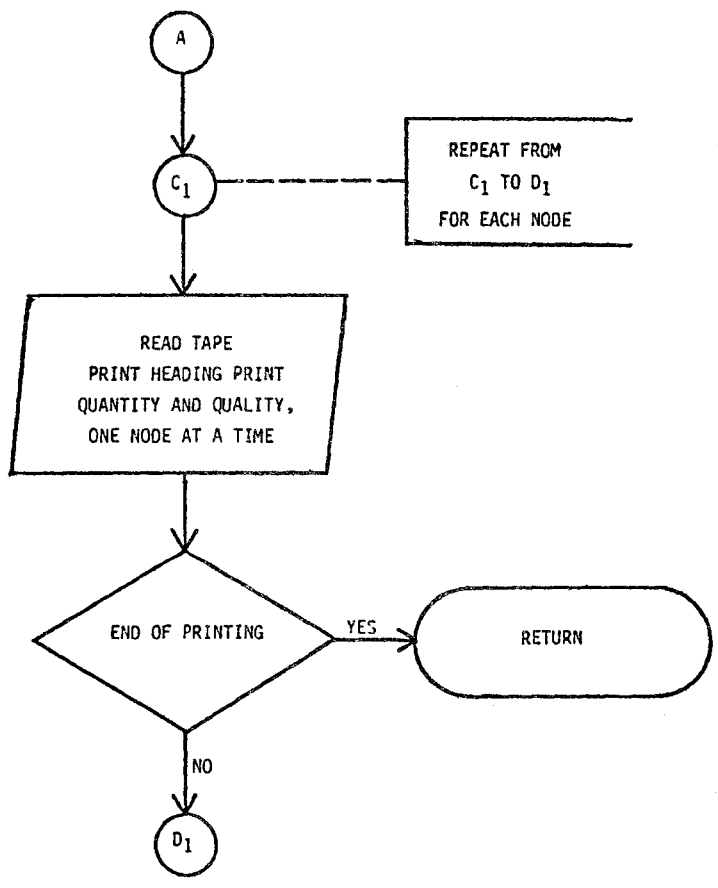 A
C₁
REPEAT FROM
C₁ TO D₁
FOR EACH NODE
READ TAPE
PRINT HEADING PRINT
QUANTITY AND QUALITY,
ONE NODE AT A TIME
END OF PRINTING
YES
RETURN
NO
D₁